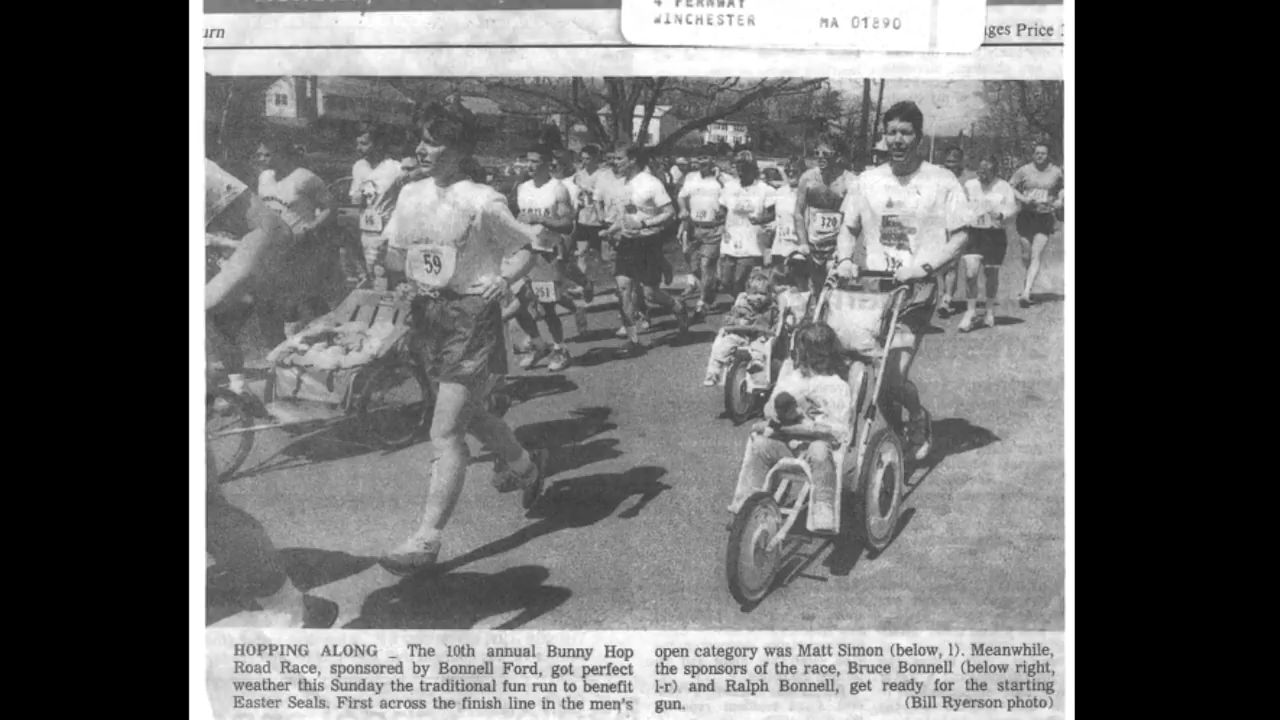 4 FERNWAY
WINCHESTER MA 01890
urn
ges Price
59
320
HOPPING ALONG _ The 10th annual Bunny Hop
Road Race, sponsored by Bonnell Ford, got perfect
weather this Sunday the traditional fun run to benefit
Easter Seals. First across the finish line in the men's
open category was Matt Simon (below, l). Meanwhile,
the sponsors of the race, Bruce Bonnell (below right,
l-r) and Ralph Bonnell, get ready for the starting
gun. (Bill Ryerson photo)